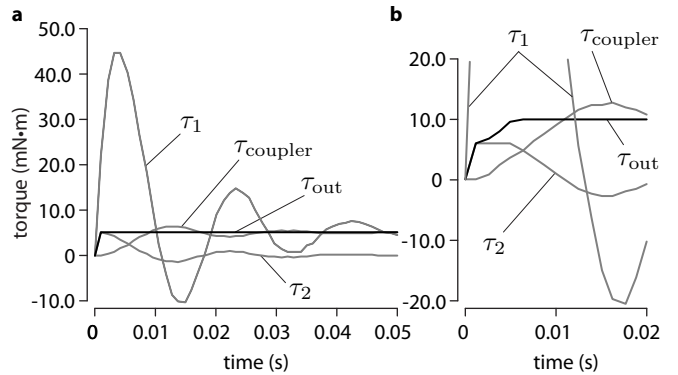 a
torque (mN•m)
50.0
40.0
30.0
20.0
10.0
0
-10.0
τ1
τcoupler
τout
τ2
0
0.01
0.02
0.03
0.04
0.05
time (s)
b
20.0
10.0
0
-10.0
-20.0
τ1
τcoupler
τout
τ2
0
0.01
0.02
time (s)